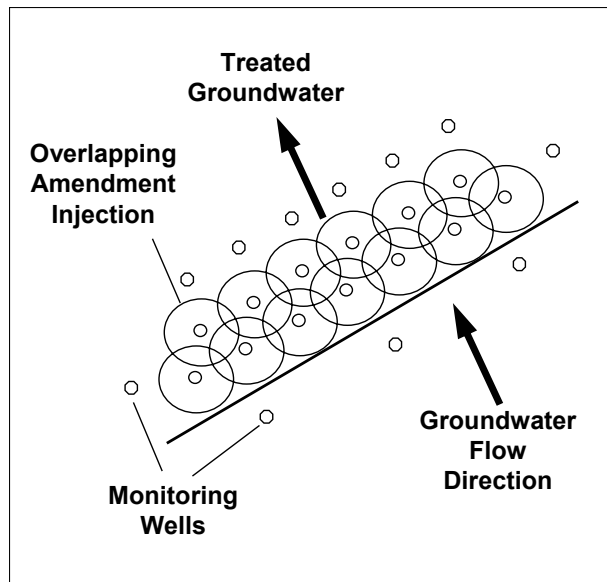 Treated
Groundwater
Overlapping
Amendment
Injection
Groundwater
Flow
Direction
Monitoring
Wells